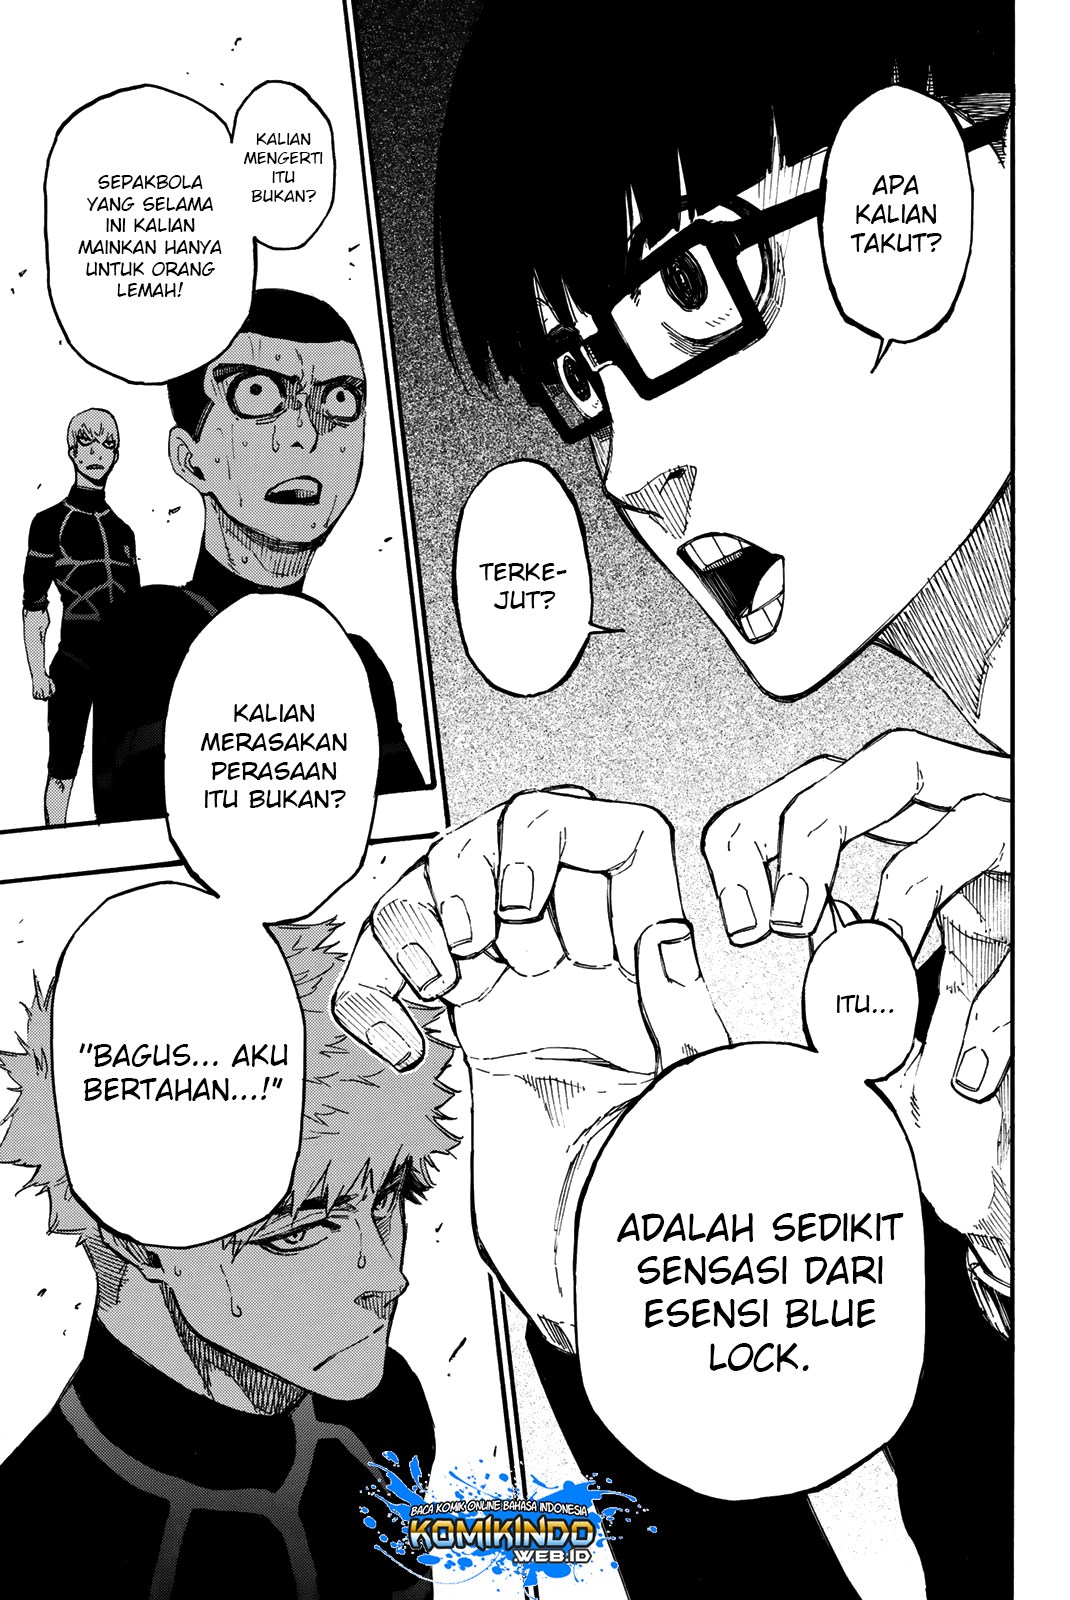 APA
KALIAN
TAKUT?
TERKE-
JUT?
KALIAN
MENGERTI
ITU
BUKAN?
SEPAKBOLA
YANG SELAMA
INI KALIAN
MAINKAN HANYA
UNTUK ORANG
LEMAH!
KALIAN
MERASAKAN
PERASAAN
ITU BUKAN?
"BAGUS... AKU
BERTAHAN...!"
ITU...
ADALAH SEDIKIT
SENSASI DARI
ESENSI BLUE
LOCK.
BACA KOMIK ONLINE BAHASA INDONESIA
KOMIKINDO
.WEB.ID